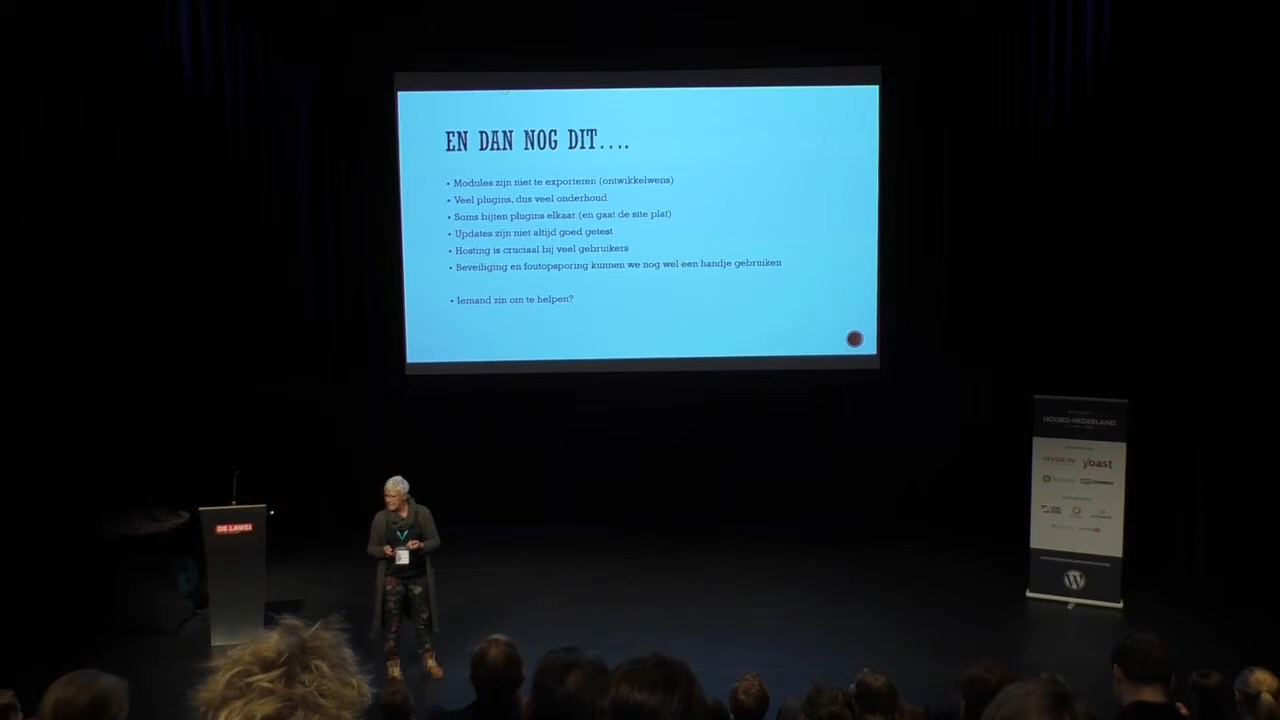 EN DAN NOG DIT....
• Modules zijn niet te exporteren (ontwikkelwens)
• Veel plugins, dus veel onderhoud
• Soms bijten plugins elkaar (en gaat de site plat)
• Updates zijn niet altijd goed getest
• Hosting is cruciaal bij veel gebruikers
• Beveiliging en foutopsporing kunnen we nog wel een handje gebruiken
• Iemand zin om te helpen?
NOORD-NEDERLAND
yoast
DE LAWEI